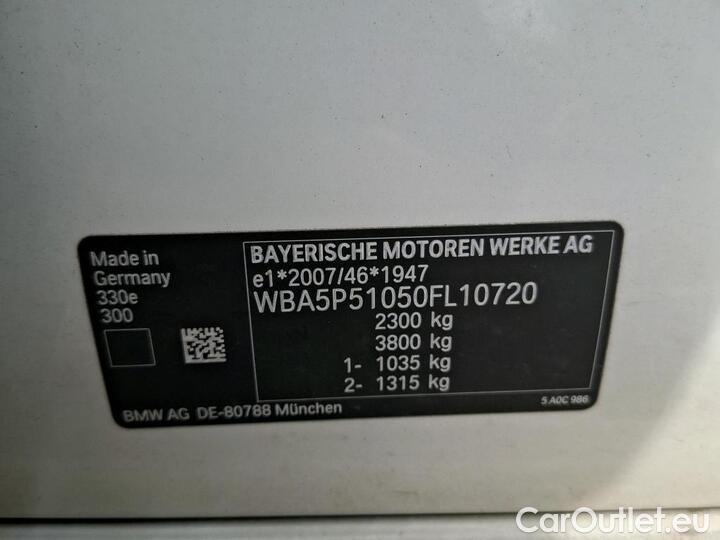 Made in
Germany
330e
300
BAYERISCHE MOTOREN WERKE AG
e1*2007/46*1947
WBA5P51050FL10720
2300 kg
3800 kg
1- 1035 kg
2- 1315 kg
BMW AG DE-80788 München
5 A0C 986
CarOutlet.eu